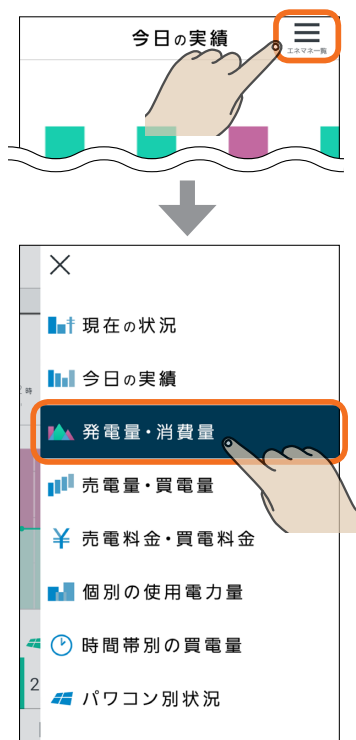 今日の実績
エネマネ一覧
×
現在の状況
今日の実績
時
発電量・消費量
売電量・買電量
¥ 売電料金・買電料金
個別の使用電力量
時間帯別の買電量
2
パワコン別状況